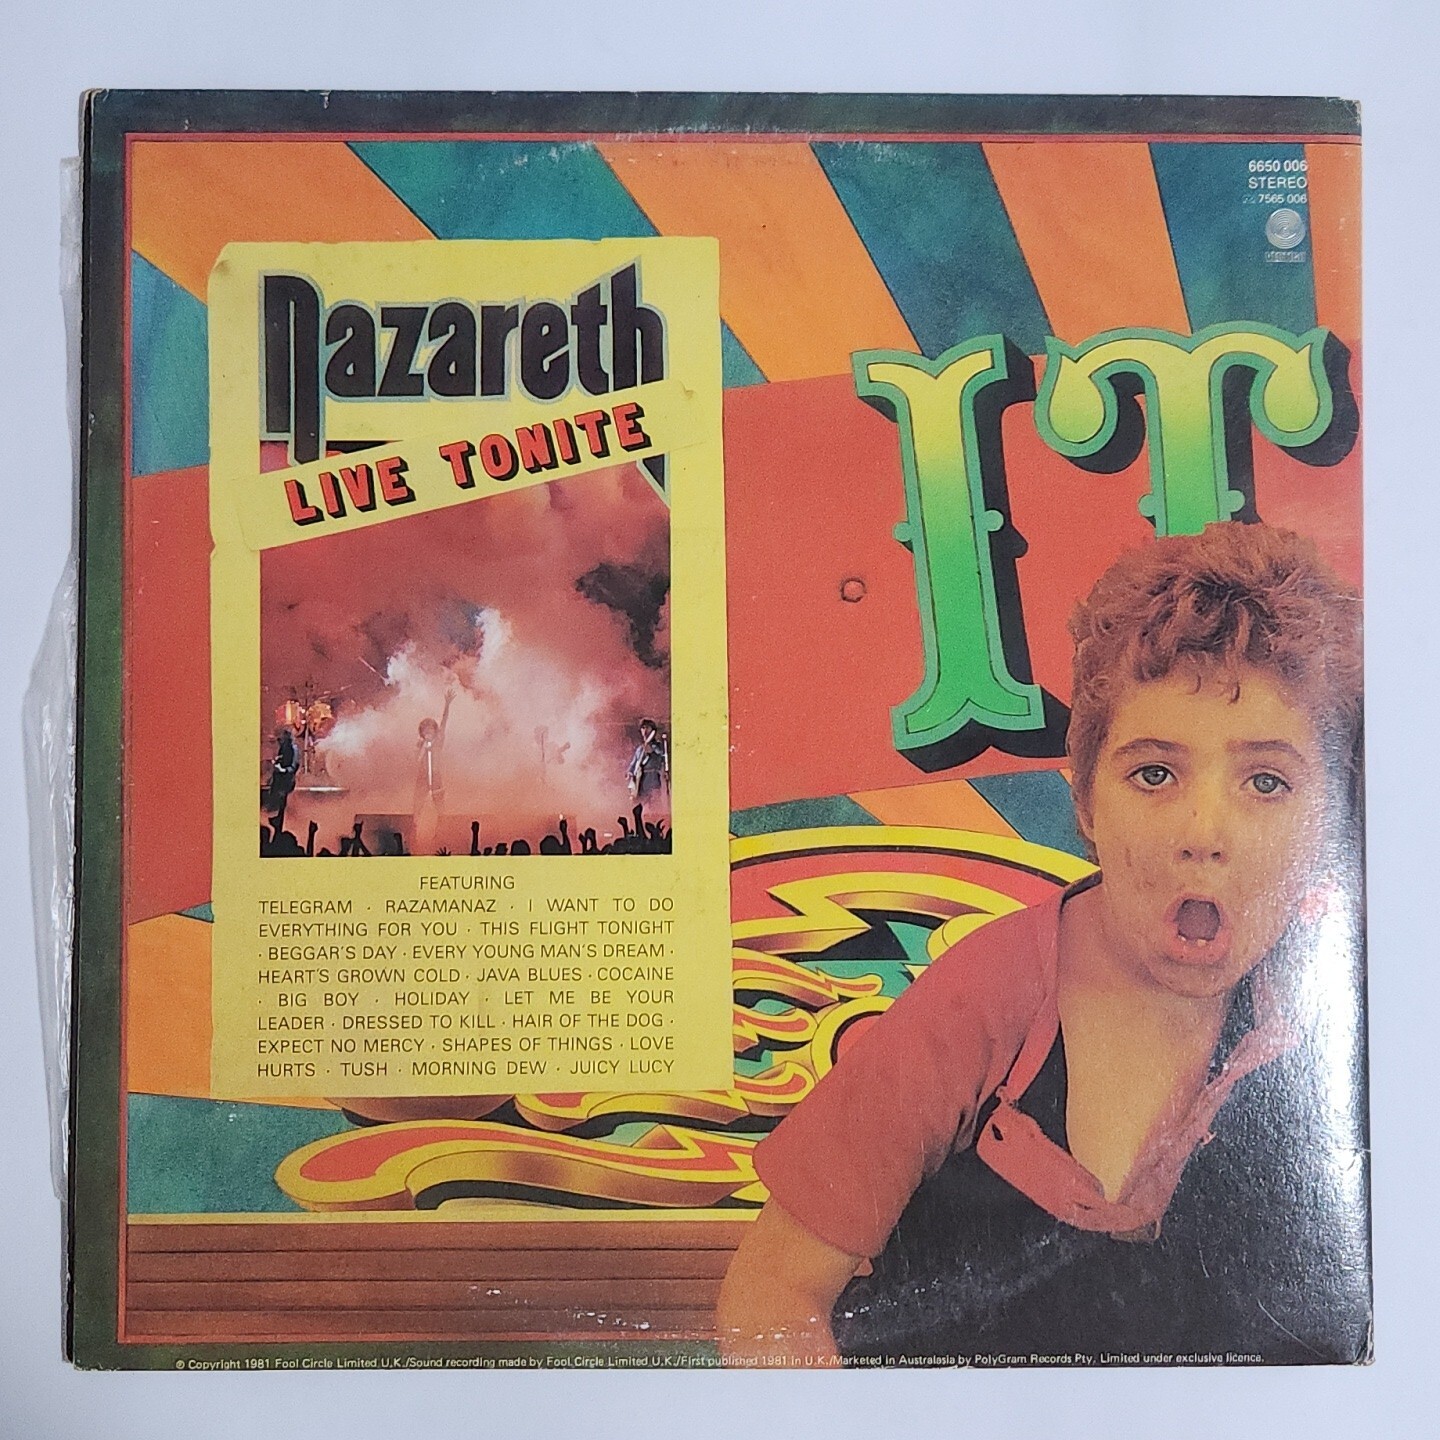 6650 006
STEREO
7565 006
nazareth
LIVE TONITE
IT
FEATURING
TELEGRAM · RAZAMANAZ · I WANT TO DO
EVERYTHING FOR YOU · THIS FLIGHT TONIGHT
· BEGGAR'S DAY · EVERY YOUNG MAN'S DREAM ·
HEART'S GROWN COLD · JAVA BLUES · COCAINE
· BIG BOY · HOLIDAY · LET ME BE YOUR
LEADER · DRESSED TO KILL · HAIR OF THE DOG ·
EXPECT NO MERCY · SHAPES OF THINGS · LOVE
HURTS · TUSH · MORNING DEW · JUICY LUCY
℗ Copyright 1981 Fool Circle Limited U.K./Sound recording made by Fool Circle Limited U.K./First published 1981 in U.K./Marketed in Australasia by PolyGram Records Pty. Limited under exclusive licence.